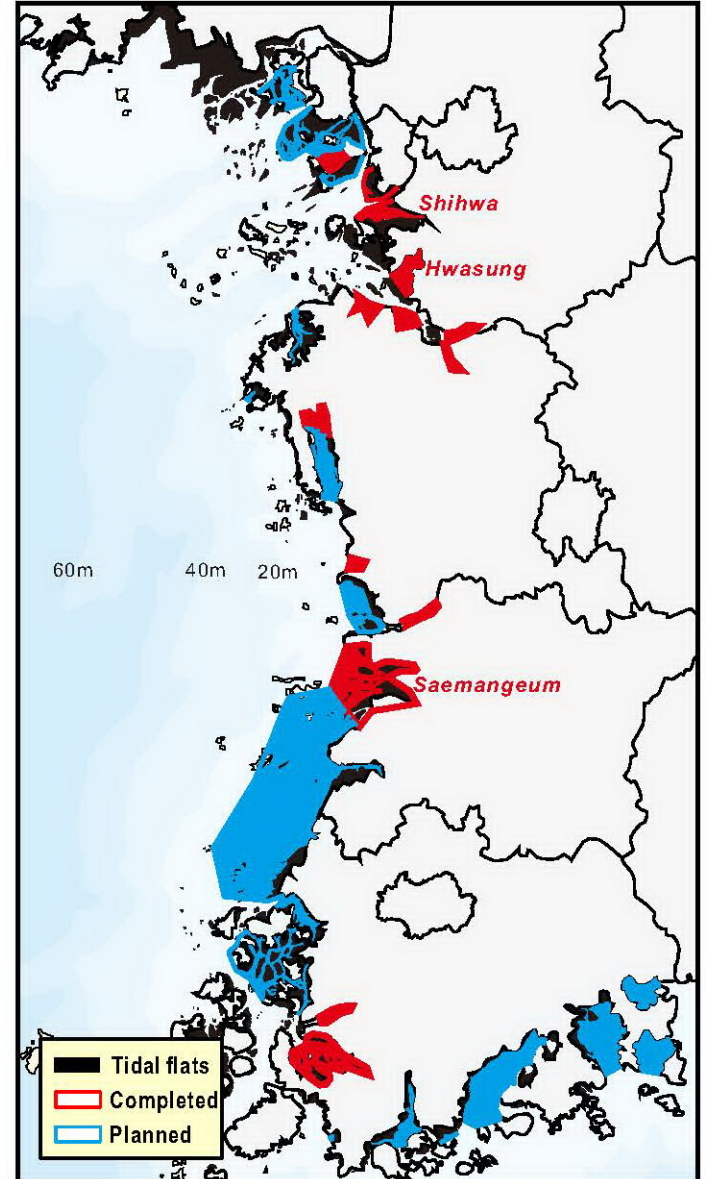 Shihwa
Hwasung
60m
40m
20m
Saemangeum
Tidal flats
Completed
Planned